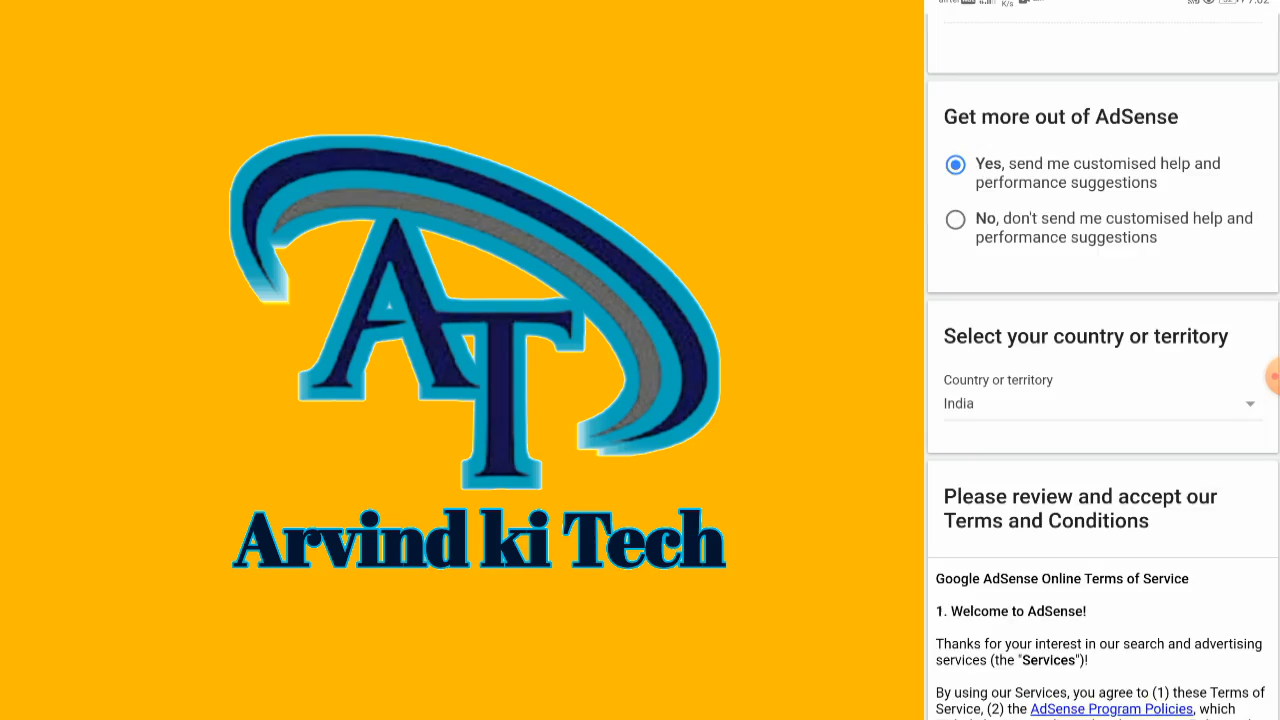 AT
Arvind ki Tech
K/s
Get more out of AdSense
Yes, send me customised help and
performance suggestions
No, don't send me customised help and
performance suggestions
Select your country or territory
Country or territory
India
Please review and accept our
Terms and Conditions
Google AdSense Online Terms of Service
1. Welcome to AdSense!
Thanks for your interest in our search and advertising
services (the "Services")!
By using our Services, you agree to (1) these Terms of
Service, (2) the AdSense Program Policies, which